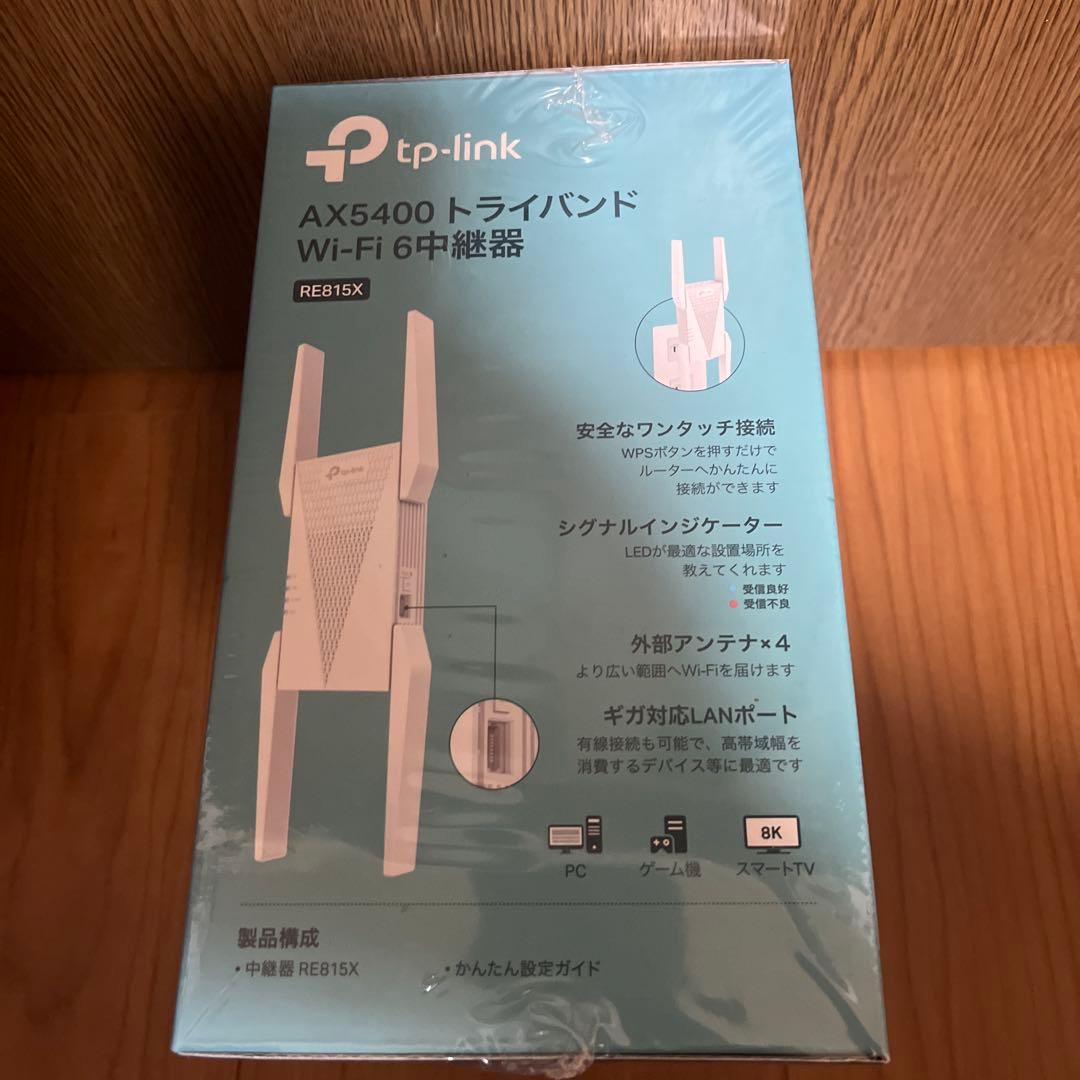 tp-link
AX5400 トライバンド
Wi-Fi 6中継器
RE815X
tp-link
安全なワンタッチ接続
WPSボタンを押すだけで
ルーターへかんたんに
接続ができます
シグナルインジケーター
LEDが最適な設置場所を
教えてくれます
受信良好
受信不良
外部アンテナ×4
より広い範囲へWi-Fiを届けます
ギガ対応LANポート
有線接続も可能で、高帯域幅を
消費するデバイス等に最適です
8K
PC
ゲーム機
スマートTV
製品構成
・中継器 RE815X
・かんたん設定ガイド